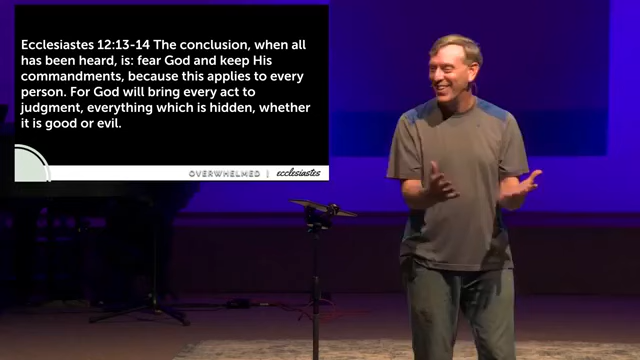 Ecclesiastes 12:13-14 The conclusion, when all
has been heard, is: fear God and keep His
commandments, because this applies to every
person. For God will bring every act to
judgment, everything which is hidden, whether
it is good or evil.
OVERWHELMED | ecclesiastes